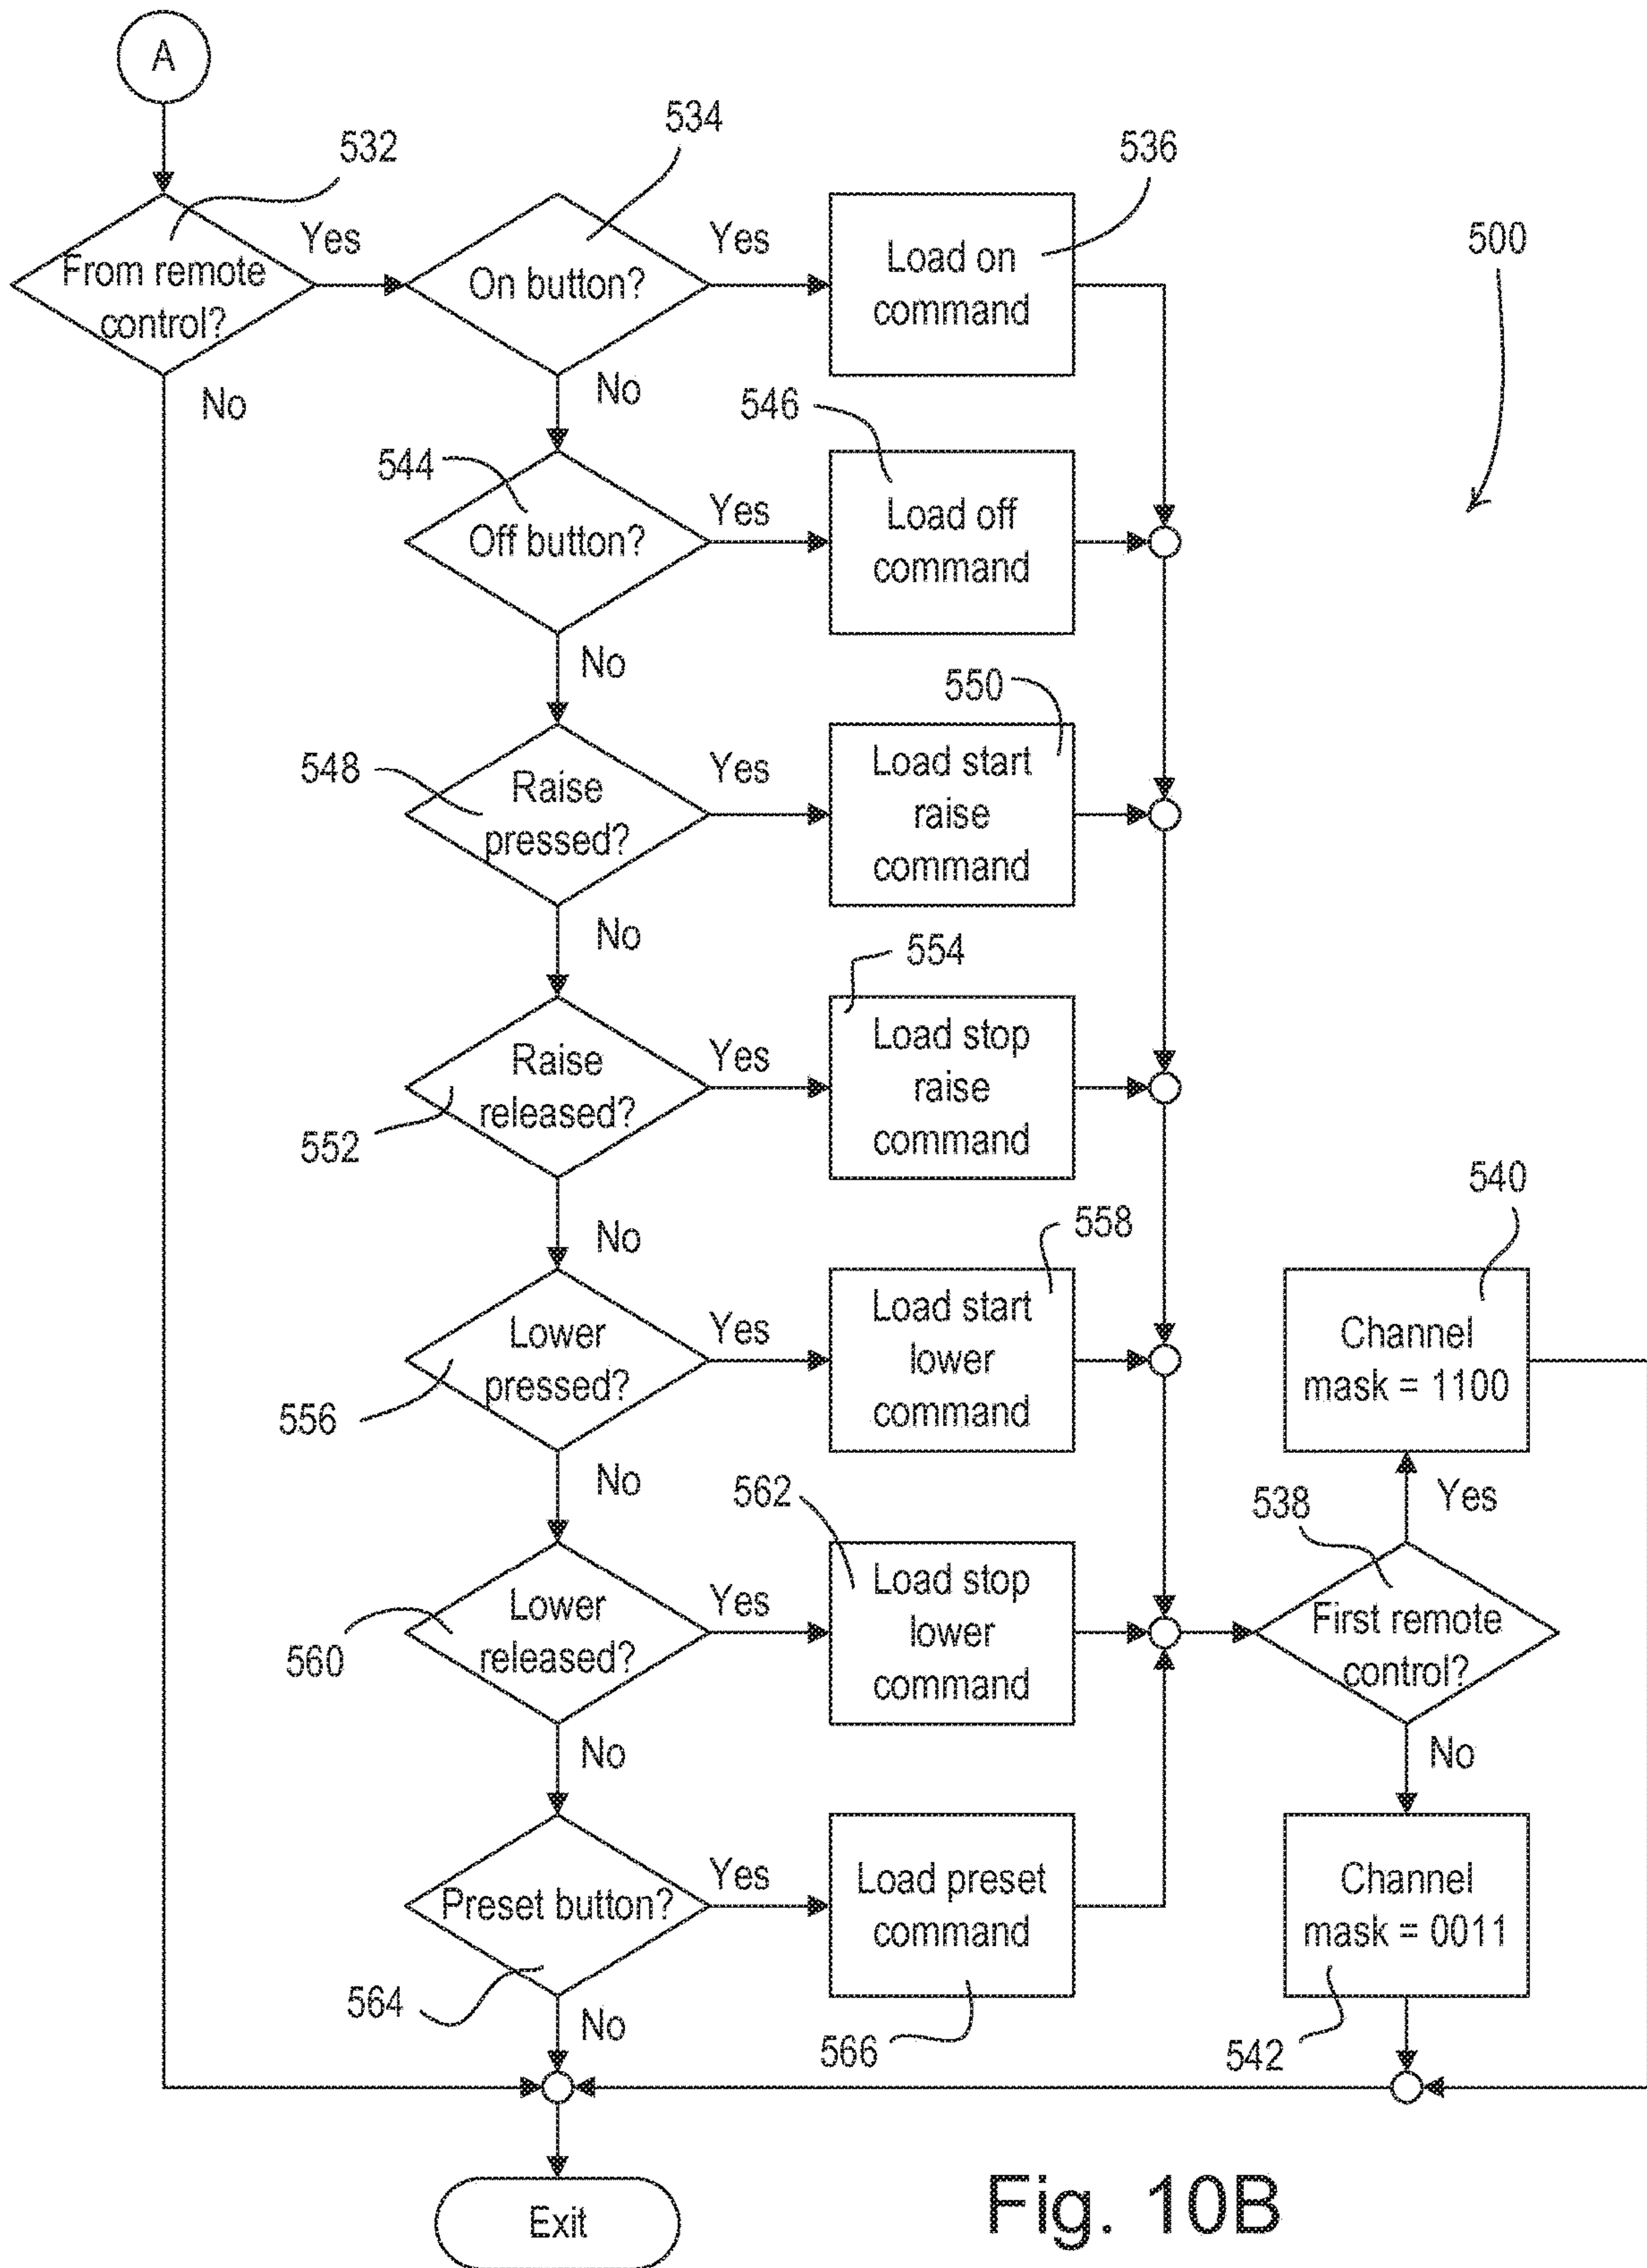 A
532
534
536
500
From remote
control?
Yes
On button?
Yes
Load on
command
No
No
544
546
Off button?
Yes
Load off
command
No
548
550
Raise
pressed?
Yes
Load start
raise
command
No
552
554
Raise
released?
Yes
Load stop
raise
command
No
556
558
Lower
pressed?
Yes
Load start
lower
command
No
540
Channel
mask = 1100
Yes
560
562
Lower
released?
Yes
Load stop
lower
command
No
538
First remote
control?
No
564
566
Preset button?
Yes
Load preset
command
No
Channel
mask = 0011
542
Exit
Fig. 10B